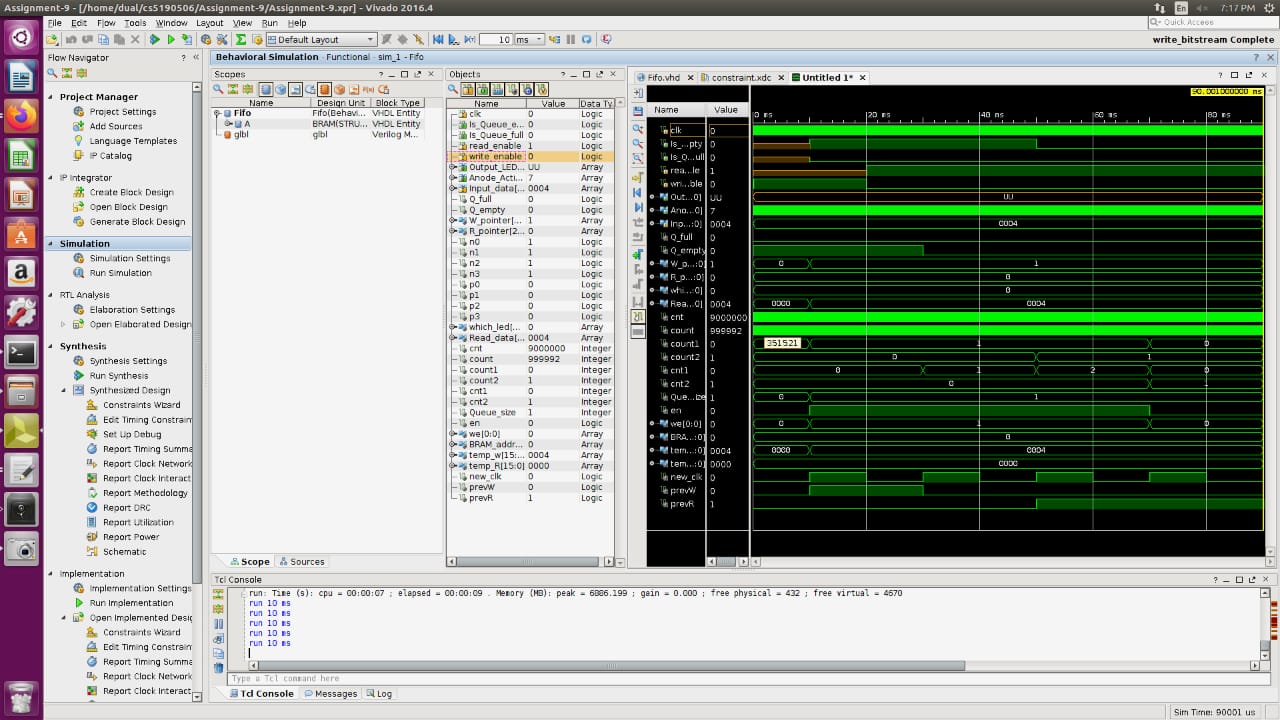 Assignment-9 - [/home/dual/cs5190506/Assignment-9/Assignment-9.xpr] - Vivado 2016.4
En
7:17 PM
File Edit Flow Tools Window Layout View Run Help
Quick Access
Default Layout
10 ms
write_bitstream Complete
Flow Navigator
Project Manager
Project Settings
Add Sources
Language Templates
IP Catalog
IP Integrator
Create Block Design
Open Block Design
Generate Block Design
Simulation
Simulation Settings
Run Simulation
RTL Analysis
Elaboration Settings
Open Elaborated Design
Synthesis
Synthesis Settings
Run Synthesis
Synthesized Design
Constraints Wizard
Edit Timing Constraint
Set Up Debug
Report Timing Summa
Report Clock Network
Report Clock Interact
Report Methodology
Report DRC
Report Utilization
Report Power
Schematic
Implementation
Implementation Settings
Run Implementation
Open Implemented Desig
Constraints Wizard
Edit Timing Constraint
Report Timing Summa
Report Clock Network
Report Clock Interact
Behavioral Simulation - Functional - sim_1 - Fifo
Scopes
Name Design Unit Block Type
Fifo Fifo(Behavi... VHDL Entity
A BRAM(STRU... VHDL Entity
glbl glbl Verilog M...
Scope Sources
Objects
Name Value Data Ty...
clk 0 Logic
Is_Queue_e... 0 Logic
Is_Queue_full 0 Logic
read_enable 1 Logic
write_enable 0 Logic
Output_LED... UU Array
Anode_Acti... 7 Array
Input_data[... 0004 Array
Q_full 0 Logic
Q_empty 0 Logic
W_pointer[... 1 Array
R_pointer[2... 0 Array
n0 1 Logic
n1 1 Logic
n2 1 Logic
n3 1 Logic
p0 0 Logic
p1 0 Logic
p2 0 Logic
p3 1 Logic
which_led[... 0 Array
Read_data[... 0004 Array
cnt 9000000 Integer
count 999992 Integer
count1 0 Integer
count2 1 Integer
cnt1 0 Integer
cnt2 1 Integer
Queue_size 1 Integer
en 0 Logic
we[0:0] 0 Array
BRAM_addr... 0 Array
temp_w[15:... 0004 Array
temp_R[15:0] 0000 Array
new_clk 0 Logic
prevW 0 Logic
prevR 1 Logic
Fifo.vhd constraint.xdc Untitled 1*
90.001000000 ms
Name Value
0 ms 20 ms 40 ms 60 ms 80 ms
clk 0
Is_...pty 0
Is_Q...ull 0
rea...le 1
wri...ble 0
Out...0] UU UU
Ano...0] 7
Inp...:0] 0004 0004
Q_full 0
Q_empty 0
W_p...:0] 1 0 1
R_p...:0] 0 0
whi...:0] 0 0
Rea...:0] 0004 0000 0004
cnt 9000000
count 999992
count1 0 351521 1 0
count2 1 0 1
cnt1 0 0 1 2 0
cnt2 1 0 1
Que...ize 1 0 1
en 0
we[0:0] 0 0 1 0
BRA...:0] 0 0
tem...:0] 0004 0000 0004
tem...:0] 0000 0000
new_clk 0
prevW 0
prevR 1
Tcl Console
run: Time (s): cpu = 00:00:07 ; elapsed = 00:00:09 . Memory (MB): peak = 6886.199 ; gain = 0.000 ; free physical = 432 ; free virtual = 4670
run 10 ms
run 10 ms
run 10 ms
run 10 ms
run 10 ms
Type a Tcl command here
Tcl Console Messages Log
Sim Time: 90001 us